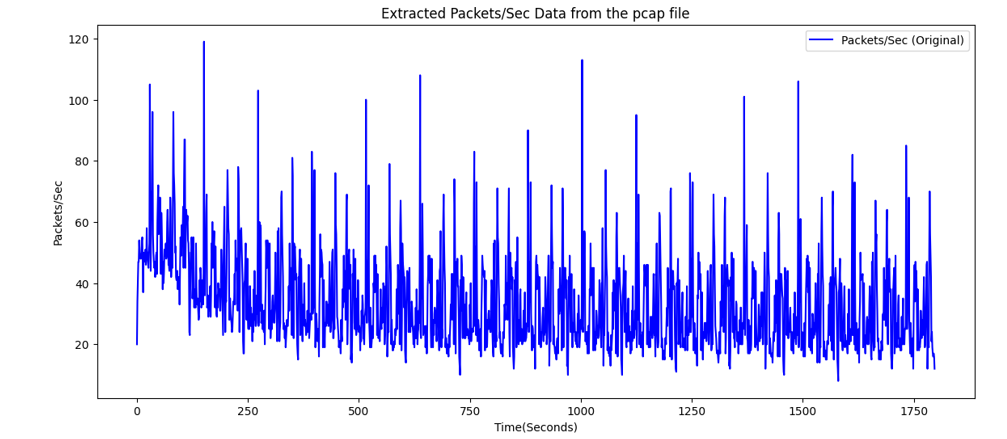 Extracted Packets/Sec Data from the pcap file
Packets/Sec (Original)
120
100
80
60
40
20
Packets/Sec
0 250 500 750 1000 1250 1500 1750
Time(Seconds)